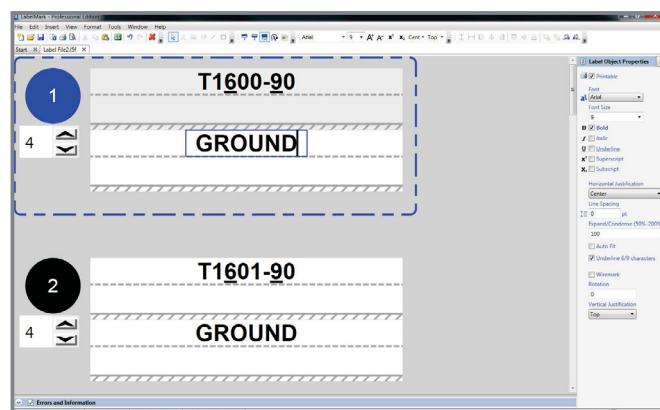 LabelMark - Professional Edition
File Edit Insert View Format Tools Window Help
Arial 9 Cent Top
Start Label File2.l5f
1
T1600-90
4
GROUND
2
T1601-90
4
GROUND
Label Object Properties
Printable
Font
Arial
Font Size
9
B Bold
I Italic
U Underline
Superscript
Subscript
Horizontal Justification
Center
Line Spacing
0 pt
Expand/Condense (50%-200%
100
Auto Fit
Underline 6/9 characters
Wiremark
Rotation
0
Vertical Justification
Top
Errors and Information